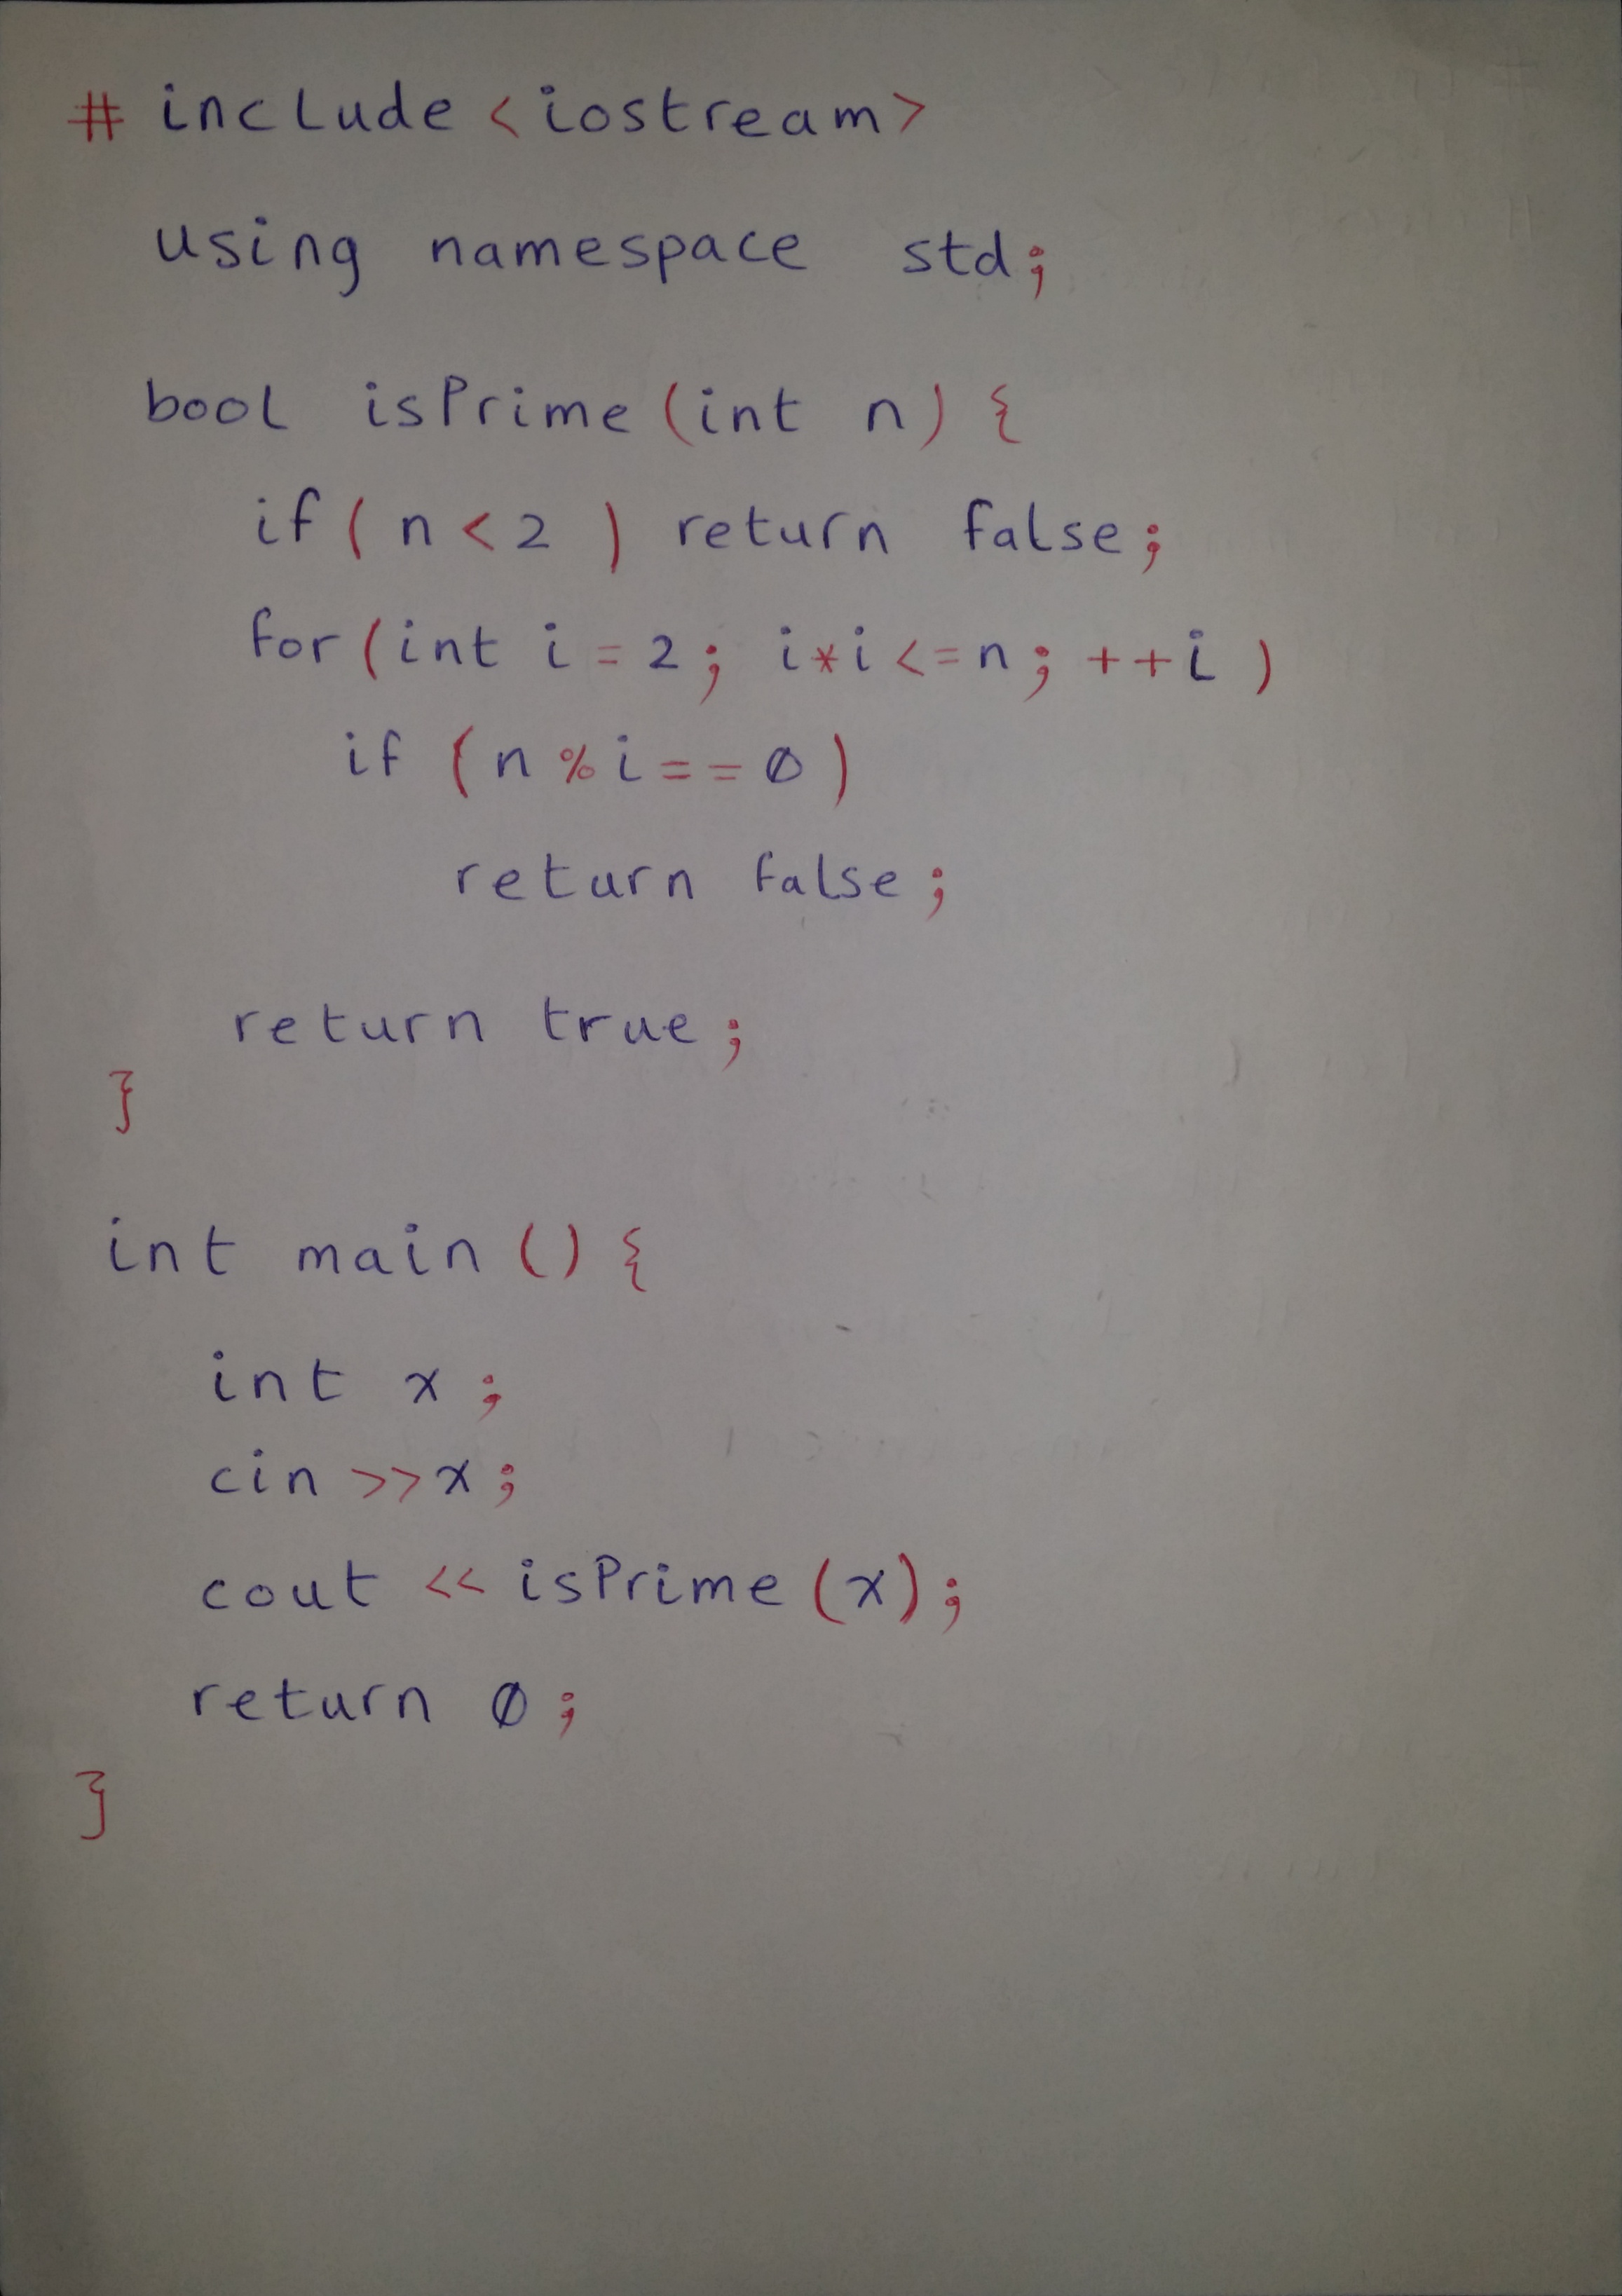 # include <iostream>
using namespace std;
bool isPrime (int n) {
if ( n < 2 ) return false;
for (int i = 2; i*i <= n; ++i )
if (n % i == 0)
return false;
return true;
}
int main () {
int x;
cin >> x;
cout << isPrime (x);
return 0;
}